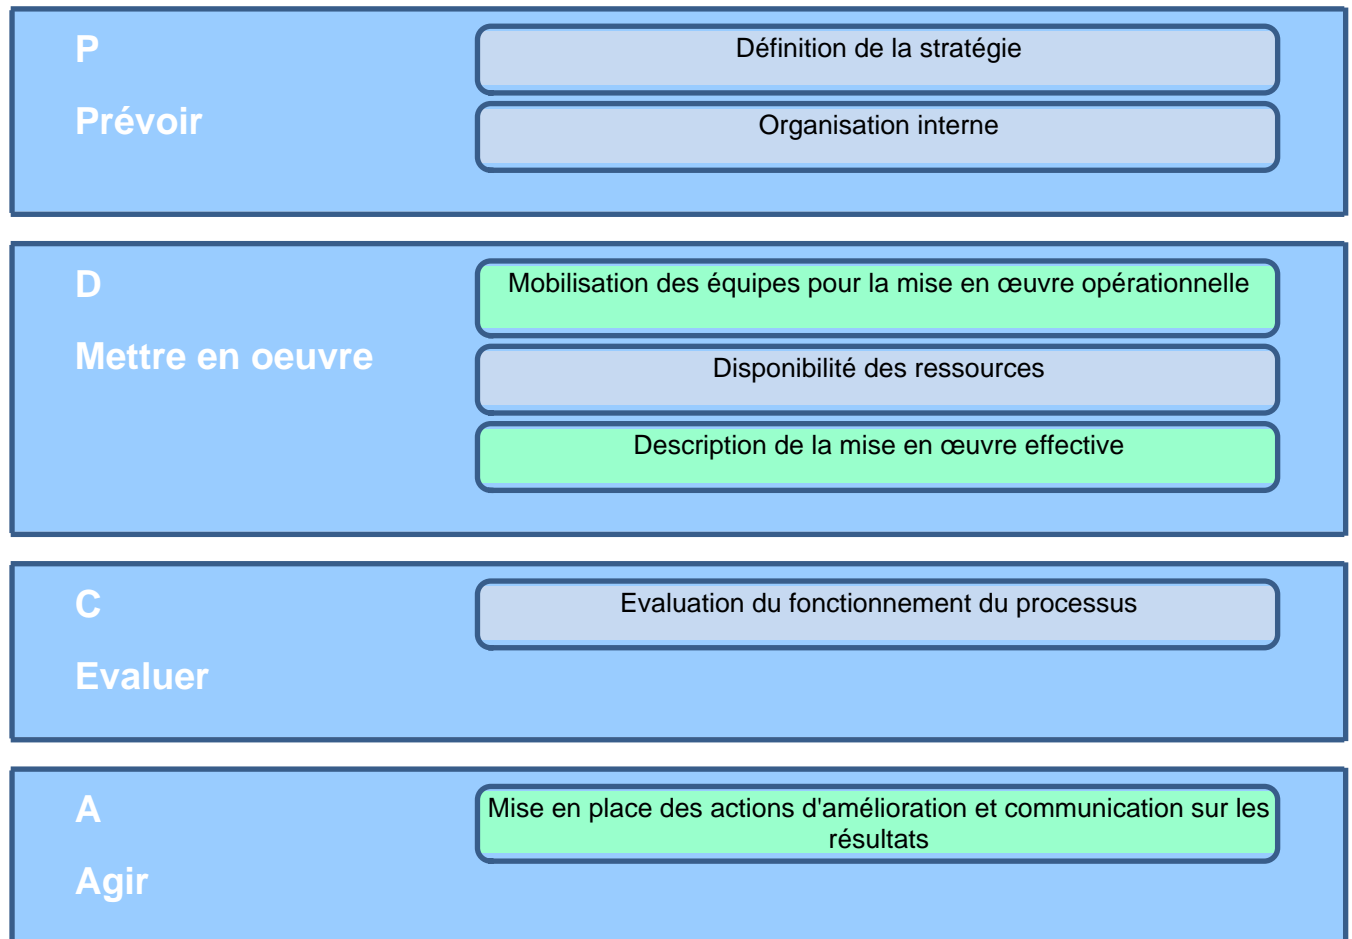 P
Prévoir
Définition de la stratégie
Organisation interne
D
Mettre en oeuvre
Mobilisation des équipes pour la mise en œuvre opérationnelle
Disponibilité des ressources
Description de la mise en œuvre effective
C
Evaluer
Evaluation du fonctionnement du processus
A
Agir
Mise en place des actions d'amélioration et communication sur les
résultats